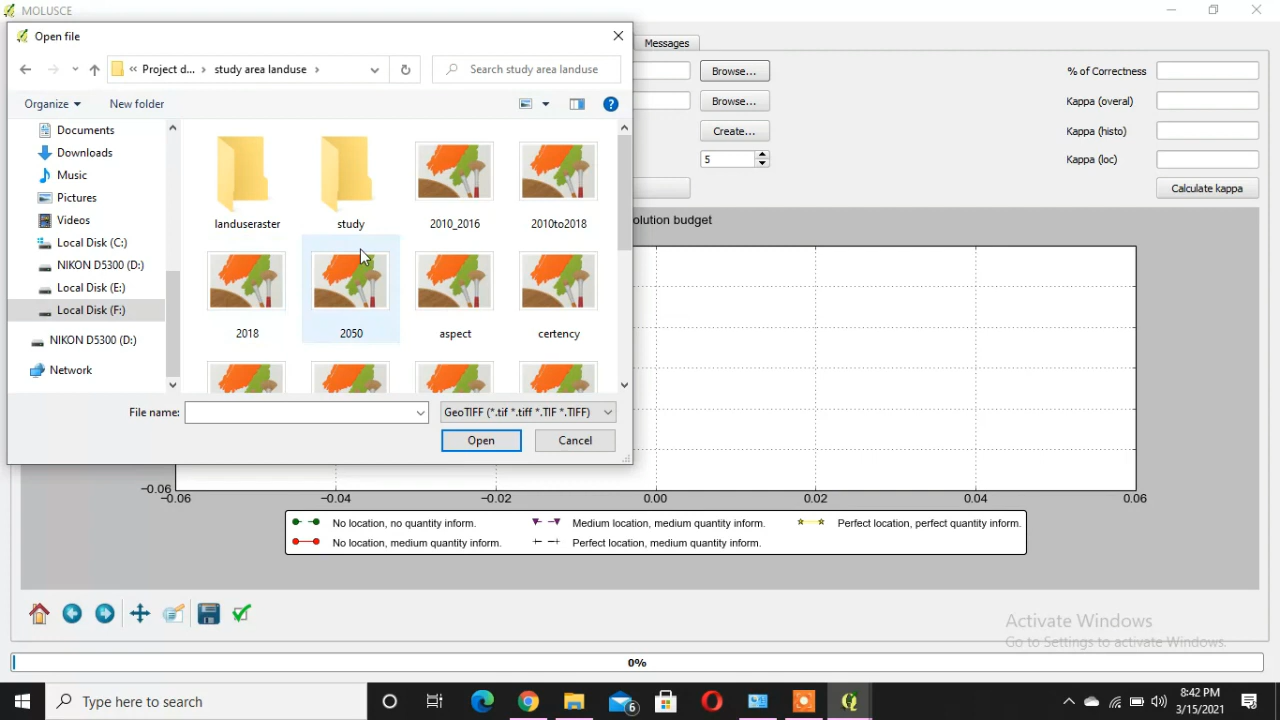 MOLUSCE
Open file
Messages
« Project d... › study area landuse ›
Search study area landuse
Browse...
% of Correctness
Organize
New folder
Browse...
Kappa (overal)
Documents
Create...
Kappa (histo)
Downloads
5
Kappa (loc)
Music
Pictures
Calculate kappa
Videos
landuseraster
study
2010_2016
2010to2018
olution budget
Local Disk (C:)
NIKON D5300 (D:)
Local Disk (E:)
Local Disk (F:)
2018
2050
aspect
certency
NIKON D5300 (D:)
Network
File name:
GeoTIFF (*.tif *.tiff *.TIF *.TIFF)
Open
Cancel
−0.06
−0.06
−0.04
−0.02
0.00
0.02
0.04
0.06
No location, no quantity inform.
Medium location, medium quantity inform.
Perfect location, perfect quantity inform.
No location, medium quantity inform.
Perfect location, medium quantity inform.
Activate Windows
Go to Settings to activate Windows.
0%
Type here to search
6
8:42 PM
3/15/2021